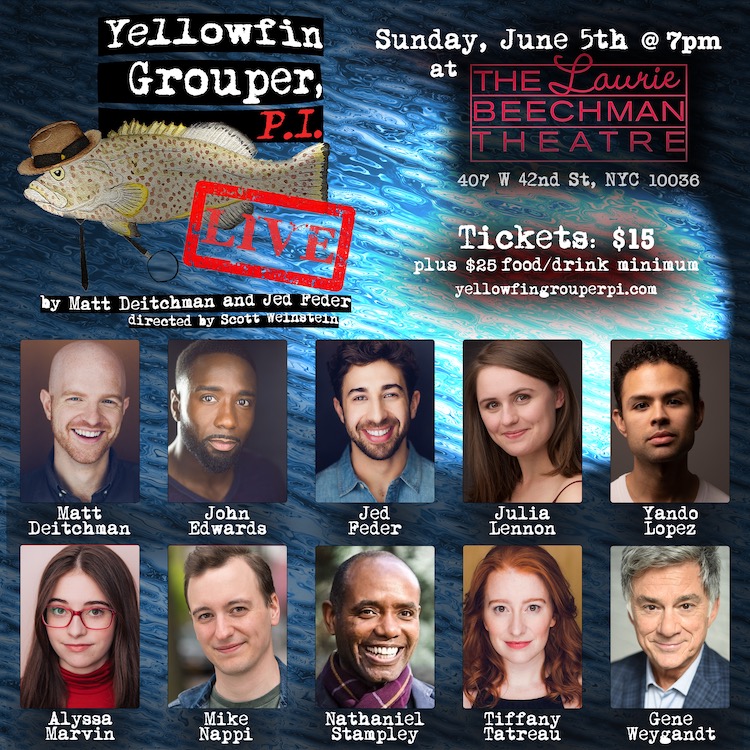 Yellowfin
Grouper,
P.I.
LIVE
by Matt Deitchman and Jed Feder
directed by Scott Weinstein
Sunday, June 5th @ 7pm
at
THE Laurie
BEECHMAN
THEATRE
407 W 42nd St, NYC 10036
Tickets: $15
plus $25 food/drink minimum
yellowfingrouperpi.com
Matt
Deitchman
John
Edwards
Jed
Feder
Julia
Lennon
Yando
Lopez
Alyssa
Marvin
Mike
Nappi
Nathaniel
Stampley
Tiffany
Tatreau
Gene
Weygandt